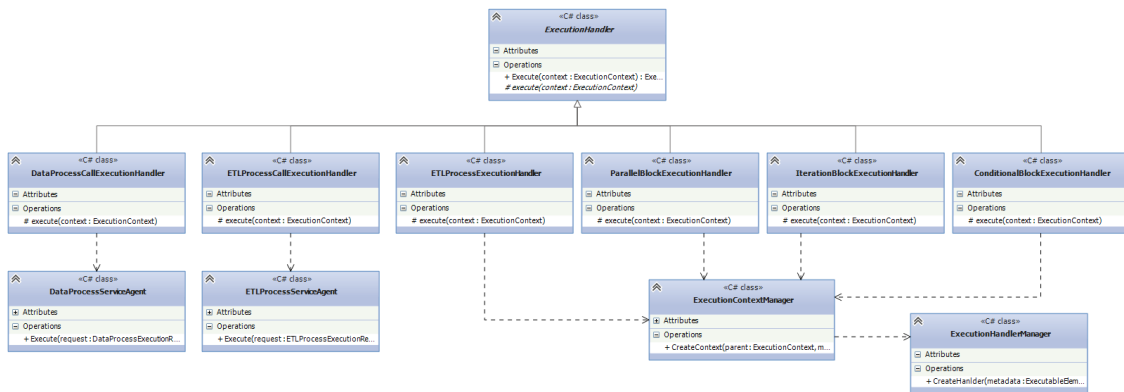 «C# class»
ExecutionHandler
Attributes
Operations
+ Execute(context : ExecutionContext) : Exe...
# execute(context : ExecutionContext)
«C# class»
DataProcessCallExecutionHandler
Attributes
Operations
# execute(context : ExecutionContext)
«C# class»
ETLProcessCallExecutionHandler
Attributes
Operations
# execute(context : ExecutionContext)
«C# class»
ETLProcessExecutionHandler
Attributes
Operations
# execute(context : ExecutionContext)
«C# class»
ParallelBlockExecutionHandler
Attributes
Operations
# execute(context : ExecutionContext)
«C# class»
IterationBlockExecutionHandler
Attributes
Operations
# execute(context : ExecutionContext)
«C# class»
ConditionalBlockExecutionHandler
Attributes
Operations
# execute(context : ExecutionContext)
«C# class»
DataProcessServiceAgent
Attributes
Operations
+ Execute(request : DataProcessExecutionR...
«C# class»
ETLProcessServiceAgent
Attributes
Operations
+ Execute(request : ETLProcessExecutionRe...
«C# class»
ExecutionContextManager
Attributes
Operations
+ CreateContext(parent : ExecutionContext, m...
«C# class»
ExecutionHandlerManager
Attributes
Operations
+ CreateHanlder(metadata : ExecutableElem...